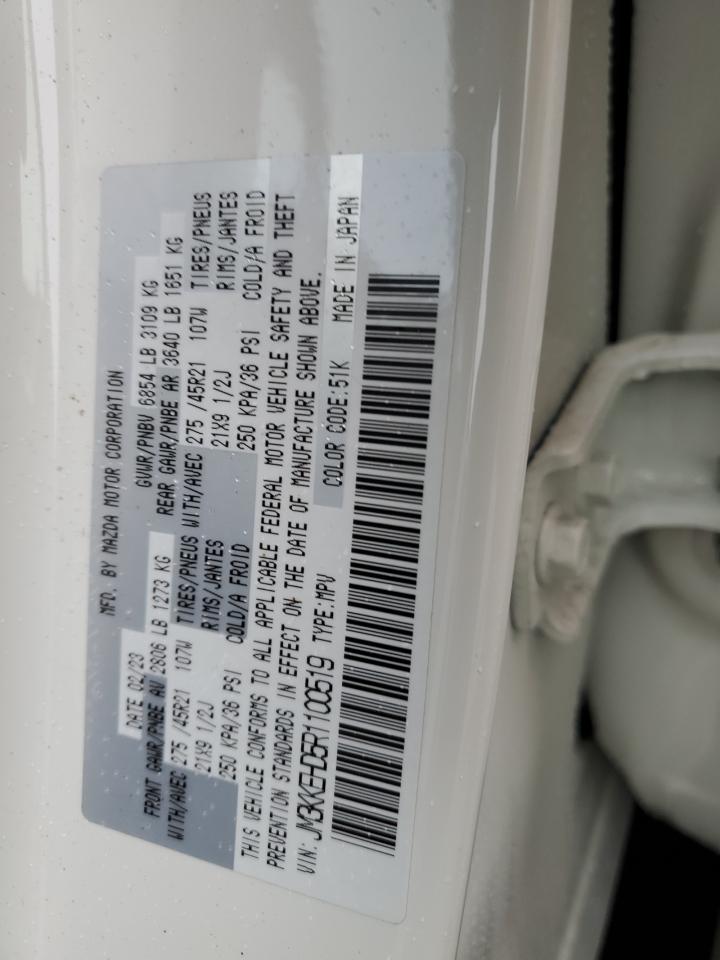 MFD. BY MAZDA MOTOR CORPORATION
DATE 02/23 GVWR/PNBV 6854 LB 3109 KG
FRONT GAWR/PNBE AV 2806 LB 1273 KG REAR GAWR/PNBE AR 3640 LB 1651 KG
WITH/AVEC 275 /45R21 107W TIRES/PNEUS WITH/AVEC 275 /45R21 107W TIRES/PNEUS
21X9 1/2J RIMS/JANTES 21X9 1/2J RIMS/JANTES
250 KPA/36 PSI COLD/A FROID 250 KPA/36 PSI COLD/A FROID
THIS VEHICLE CONFORMS TO ALL APPLICABLE FEDERAL MOTOR VEHICLE SAFETY AND THEFT
PREVENTION STANDARDS IN EFFECT ON THE DATE OF MANUFACTURE SHOWN ABOVE.
VIN: JM3KKEHD5R1100519 TYPE:MPV COLOR CODE:51K MADE IN JAPAN